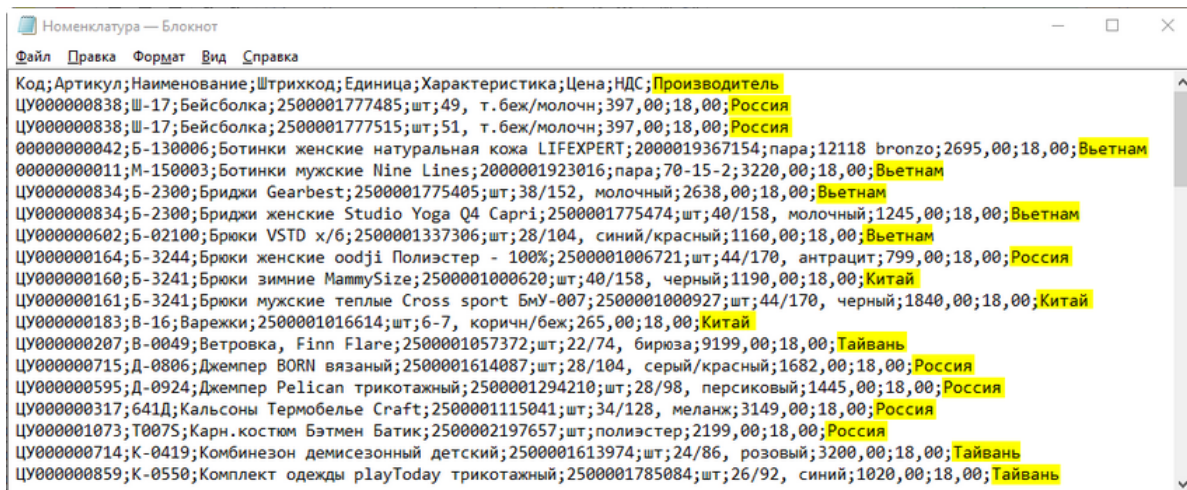 Номенклатура — Блокнот
Файл Правка Формат Вид Справка
Код;Артикул;Наименование;Штрихкод;Единица;Характеристика;Цена;НДС;Производитель
ЦУ000000838;Ш-17;Бейсболка;2500001777485;шт;49, т.беж/молочн;397,00;18,00;Россия
ЦУ000000838;Ш-17;Бейсболка;2500001777515;шт;51, т.беж/молочн;397,00;18,00;Россия
00000000042;Б-130006;Ботинки женские натуральная кожа LIFEXPERT;2000019367154;пара;12118 bronzo;2695,00;18,00;Вьетнам
00000000011;М-150003;Ботинки мужские Nine Lines;2000001923016;пара;70-15-2;3220,00;18,00;Вьетнам
ЦУ000000834;Б-2300;Бриджи Gearbest;2500001775405;шт;38/152, молочный;2638,00;18,00;Вьетнам
ЦУ000000834;Б-2300;Бриджи женские Studio Yoga Q4 Capri;2500001775474;шт;40/158, молочный;1245,00;18,00;Вьетнам
ЦУ000000602;Б-02100;Брюки VSTD х/б;2500001337306;шт;28/104, синий/красный;1160,00;18,00;Вьетнам
ЦУ000000164;Б-3244;Брюки женские oodji Полиэстер - 100%;2500001006721;шт;44/170, антрацит;799,00;18,00;Россия
ЦУ000000160;Б-3241;Брюки зимние MammySize;2500001000620;шт;40/158, черный;1190,00;18,00;Китай
ЦУ000000161;Б-3241;Брюки мужские теплые Cross sport БмУ-007;2500001000927;шт;44/170, черный;1840,00;18,00;Китай
ЦУ000000183;В-16;Варежки;2500001016614;шт;6-7, коричн/беж;265,00;18,00;Китай
ЦУ000000207;В-0049;Ветровка, Finn Flare;2500001057372;шт;22/74, бирюза;9199,00;18,00;Тайвань
ЦУ000000715;Д-0806;Джемпер BORN вязаный;2500001614087;шт;28/104, серый/красный;1682,00;18,00;Россия
ЦУ000000595;Д-0924;Джемпер Pelican трикотажный;2500001294210;шт;28/98, персиковый;1445,00;18,00;Россия
ЦУ000000317;641Д;Кальсоны Термобелье Craft;2500001115041;шт;34/128, меланж;3149,00;18,00;Россия
ЦУ000001073;Т007S;Карн.костюм Бэтмен Батик;2500002197657;шт;полиэстер;2199,00;18,00;Россия
ЦУ000000714;К-0419;Комбинезон демисезонный детский;2500001613974;шт;24/86, розовый;3200,00;18,00;Тайвань
ЦУ000000859;К-0550;Комплект одежды playToday трикотажный;2500001785084;шт;26/92, синий;1020,00;18,00;Тайвань